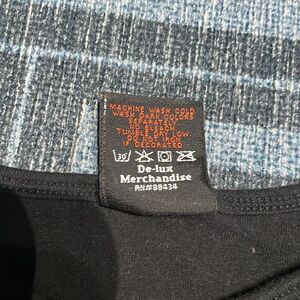 MACHINE WASH COLD
WASH DARK COLORS
SEPARATELY
NO BLEACH
TUMBLE DRY LOW
DO NOT IRON
IF DECORATED
30
De-lux
Merchandise
RN#88434